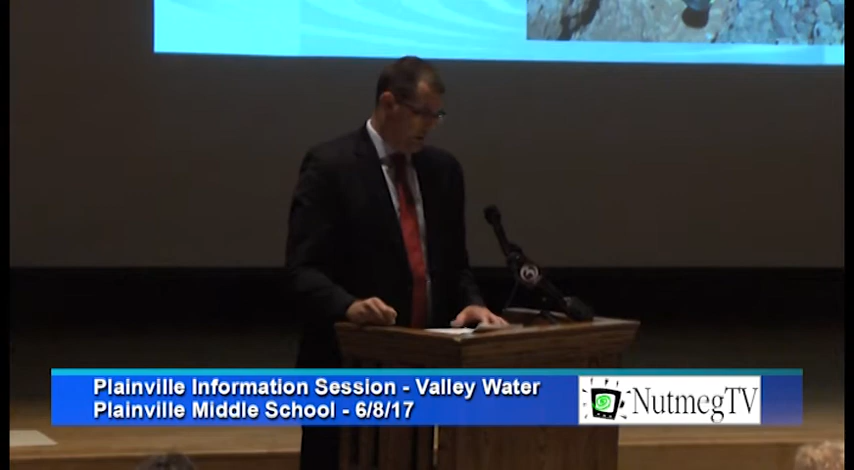 Plainville Information Session - Valley Water
Plainville Middle School - 6/8/17
NutmegTV